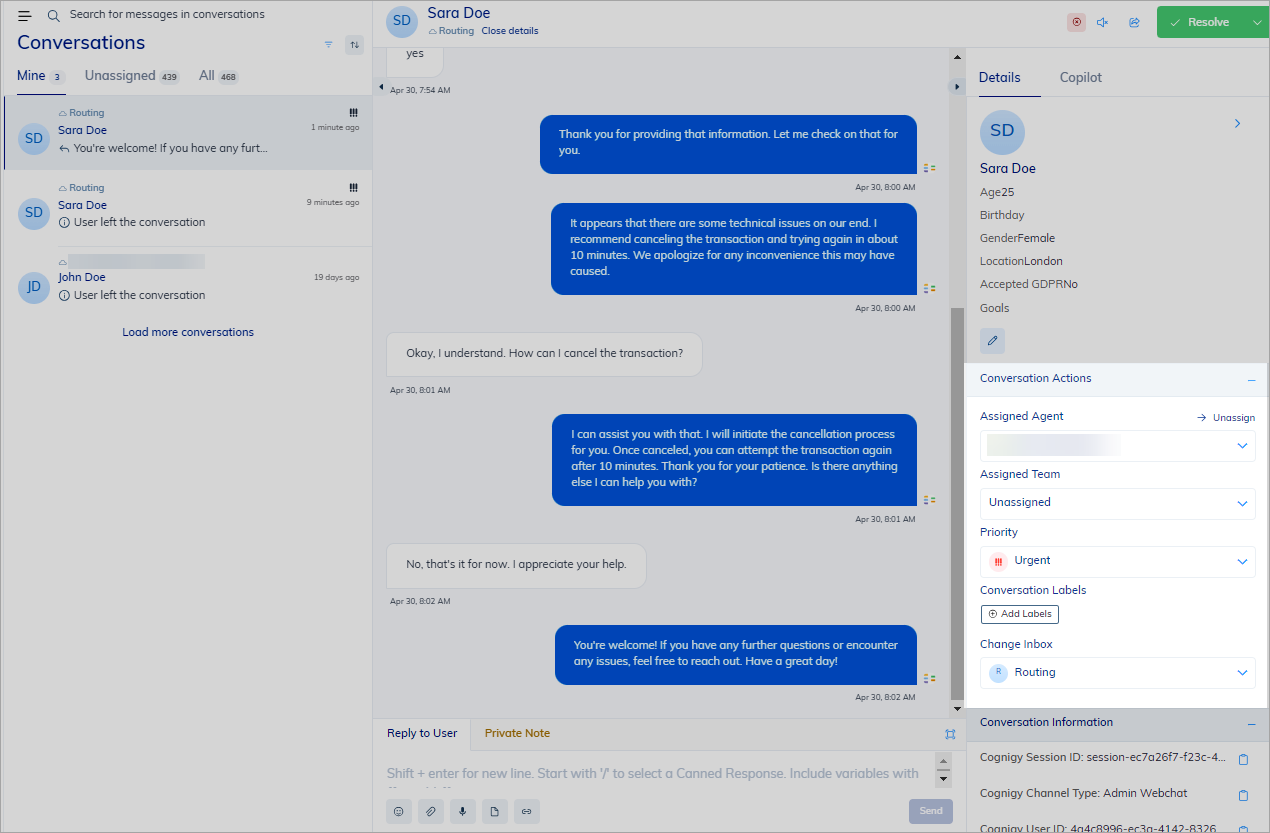 Search for messages in conversations
Conversations
Mine 3 Unassigned 439 All 468
Routing
Sara Doe
1 minute ago
You're welcome! If you have any furt...
Routing
Sara Doe
9 minutes ago
User left the conversation
John Doe
19 days ago
User left the conversation
Load more conversations
SD
SD
JD
SD
Sara Doe
Routing Close details
Resolve
yes
Apr 30, 7:54 AM
Thank you for providing that information. Let me check on that for
you.
Apr 30, 8:00 AM
It appears that there are some technical issues on our end. I
recommend canceling the transaction and trying again in about
10 minutes. We apologize for any inconvenience this may have
caused.
Apr 30, 8:00 AM
Okay, I understand. How can I cancel the transaction?
Apr 30, 8:01 AM
I can assist you with that. I will initiate the cancellation process
for you. Once canceled, you can attempt the transaction again
after 10 minutes. Thank you for your patience. Is there anything
else I can help you with?
Apr 30, 8:01 AM
No, that's it for now. I appreciate your help.
Apr 30, 8:02 AM
You're welcome! If you have any further questions or encounter
any issues, feel free to reach out. Have a great day!
Apr 30, 8:02 AM
Reply to User Private Note
Shift + enter for new line. Start with '/' to select a Canned Response. Include variables with
Send
Details Copilot
SD
Sara Doe
Age25
Birthday
GenderFemale
LocationLondon
Accepted GDPRNo
Goals
Conversation Actions
Assigned Agent Unassign
Assigned Team
Unassigned
Priority
Urgent
Conversation Labels
Add Labels
Change Inbox
R Routing
Conversation Information
Cognigy Session ID: session-ec7a26f7-f23c-4...
Cognigy Channel Type: Admin Webchat
Cognigy User ID: 4a4c8996-ec3a-4142-8326